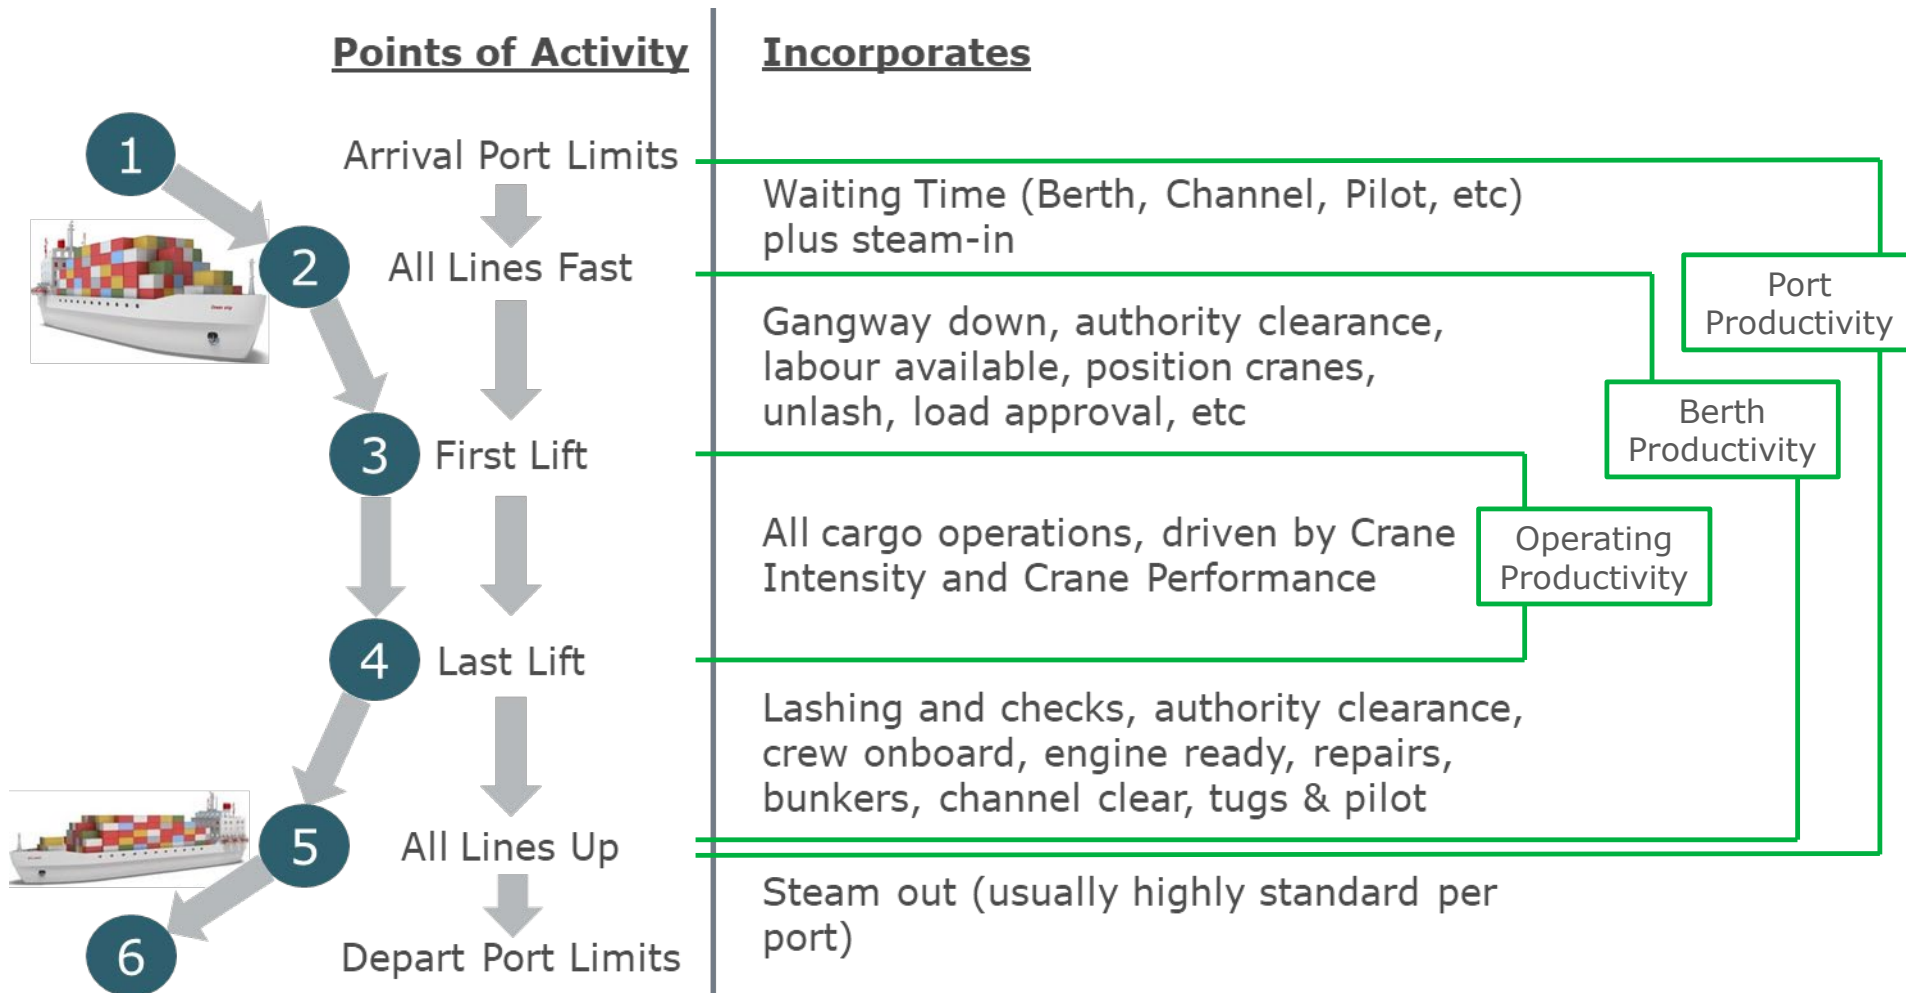 Points of Activity
Incorporates
1
Arrival Port Limits
Waiting Time (Berth, Channel, Pilot, etc)
plus steam-in
2
All Lines Fast
Port
Productivity
Gangway down, authority clearance,
labour available, position cranes,
unlash, load approval, etc
Berth
Productivity
3
First Lift
All cargo operations, driven by Crane
Intensity and Crane Performance
Operating
Productivity
4
Last Lift
Lashing and checks, authority clearance,
crew onboard, engine ready, repairs,
bunkers, channel clear, tugs & pilot
5
All Lines Up
Steam out (usually highly standard per
port)
6
Depart Port Limits